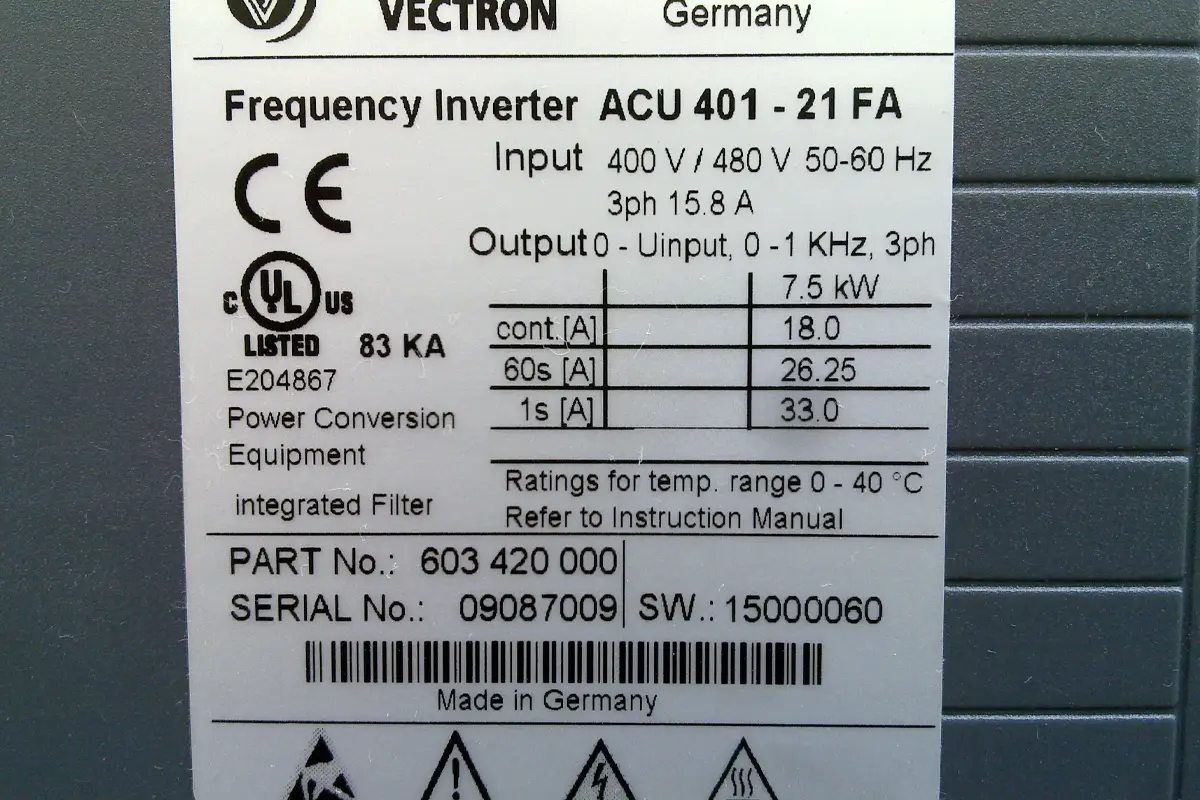 VECTRON
Germany
Frequency Inverter ACU 401 - 21 FA
Input 400 V / 480 V 50-60 Hz
3ph 15.8 A
Output 0 - Uinput, 0 -1 KHz, 3ph
7.5 kW
cont.[A] 18.0
60s [A] 26.25
1s [A] 33.0
C UL US
LISTED 83 KA
E204867
Power Conversion
Equipment
integrated Filter
Ratings for temp. range 0 - 40 °C
Refer to Instruction Manual
PART No.: 603 420 000
SERIAL No.: 09087009 SW.: 15000060
Made in Germany